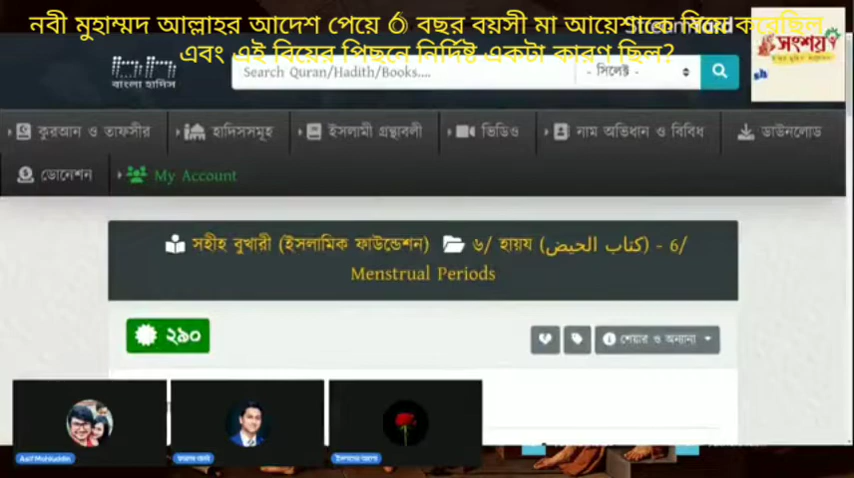 নবী মুহাম্মদ আল্লাহর আদেশ পেয়ে 6 বছর বয়সী মা আয়েশাকে বিয়ে করেছিল
এবং এই বিয়ের পিছনে নির্দিষ্ট একটা কারণ ছিল?
StreamYard
সংশয়
বাংলা হাদিস
Search Quran/Hadith/Books....
- সিলেক্ট -
কুরআন ও তাফসীর
হাদিসসমূহ
ইসলামী গ্রন্থাবলী
ভিডিও
নাম অভিধান ও বিবিধ
ডাউনলোড
ডোনেশন
My Account
সহীহ বুখারী (ইসলামিক ফাউন্ডেশন) ৬/ হায়য (كتاب الحيض) - 6/
Menstrual Periods
২৯০
শেয়ার ও অন্যান্য
Asif Mohiuddin